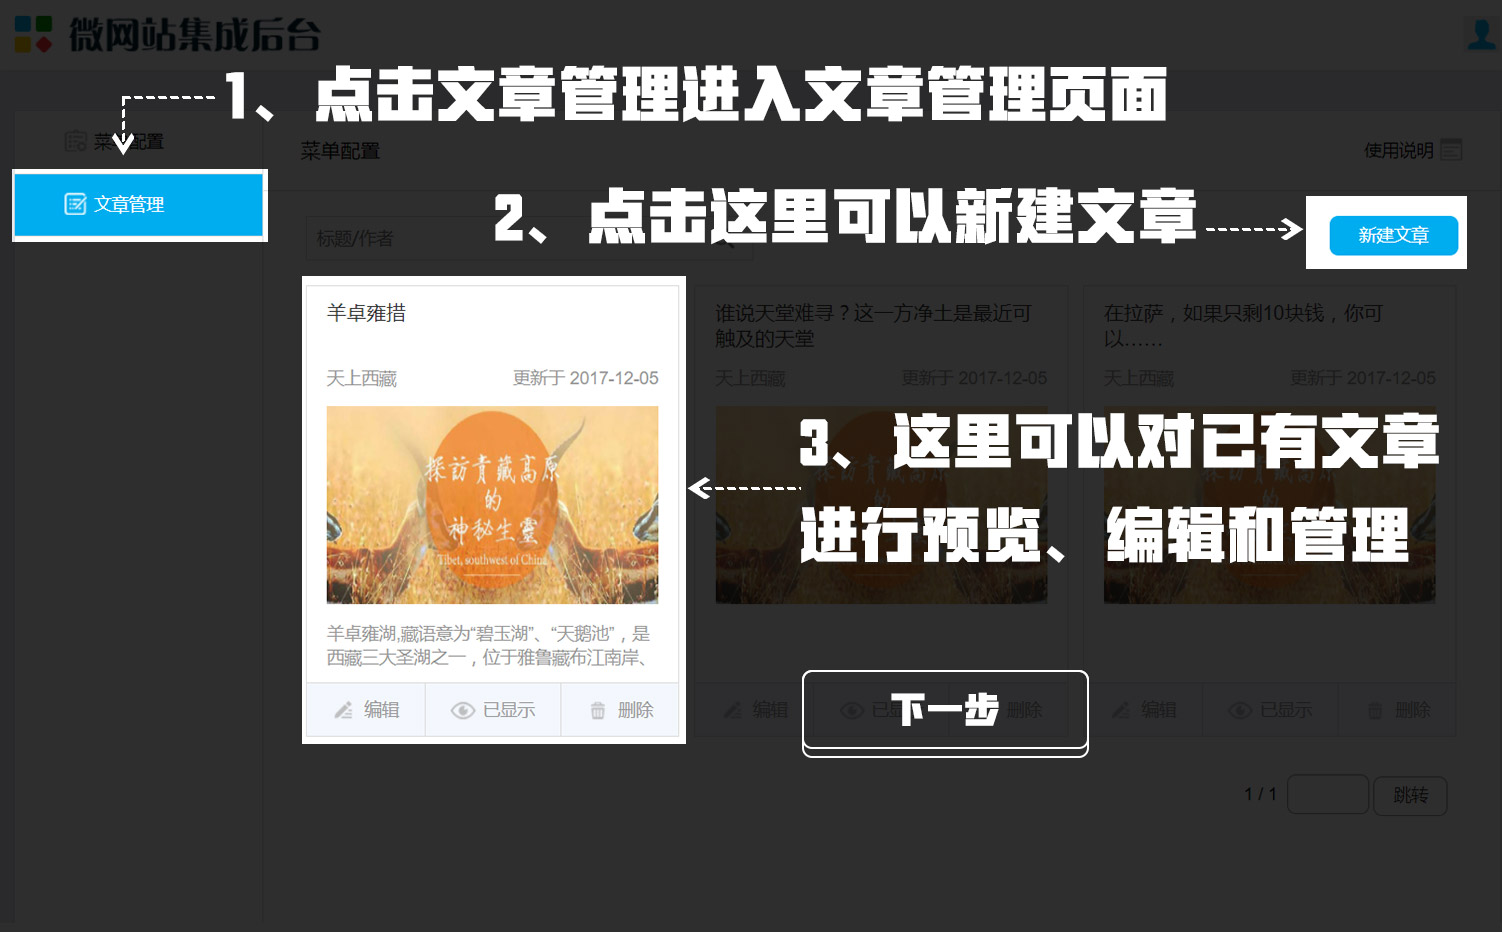 微网站集成后台
1、点击文章管理进入文章管理页面
菜单配置
菜单配置
使用说明
文章管理
2、点击这里可以新建文章
标题/作者
新建文章
羊卓雍措
天上西藏
更新于 2017-12-05
探訪青藏高原
的
神秘生靈
Tibet, southwest of China
羊卓雍湖,藏语意为“碧玉湖”、“天鹅池”，是
西藏三大圣湖之一，位于雅鲁藏布江南岸、
编辑
已显示
删除
谁说天堂难寻？这一方净土是最近可
触及的天堂
天上西藏
更新于 2017-12-05
在拉萨，如果只剩10块钱，你可
以……
天上西藏
更新于 2017-12-05
3、这里可以对已有文章
进行预览、编辑和管理
编辑
删除
下一步
编辑
已显示
删除
1 / 1
跳转